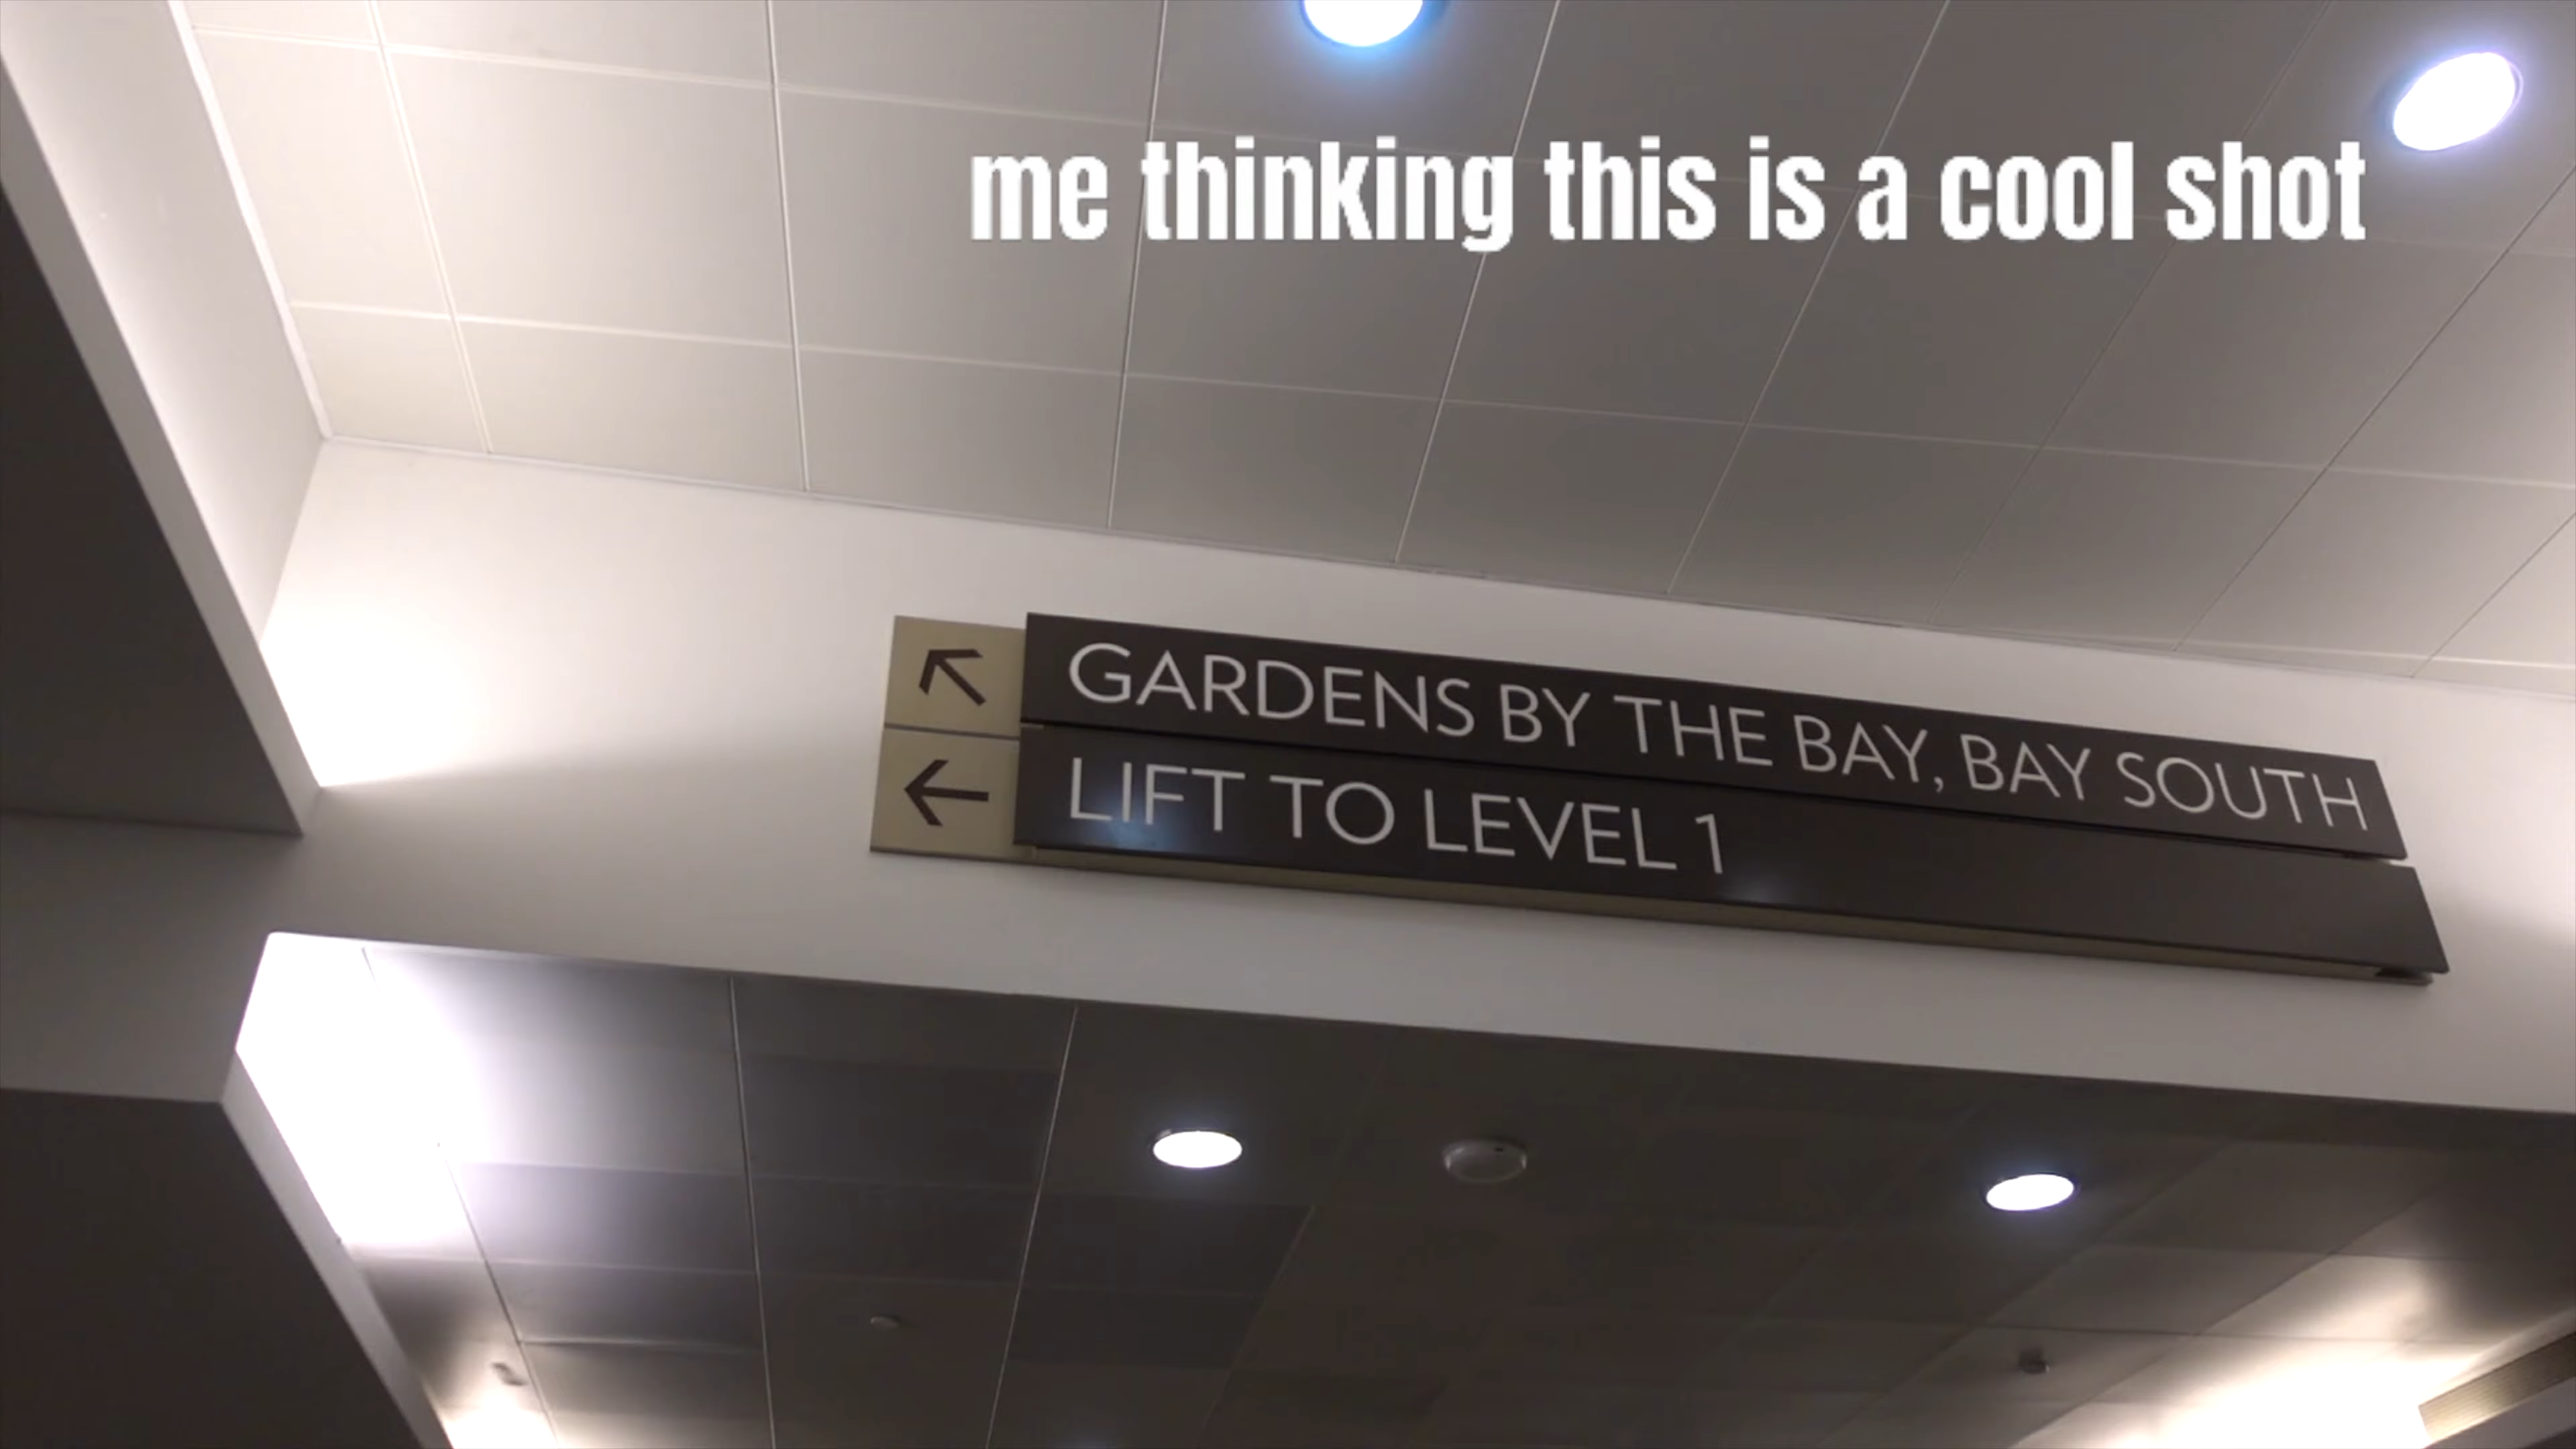 me thinking this is a cool shot
GARDENS BY THE BAY, BAY SOUTH
LIFT TO LEVEL 1